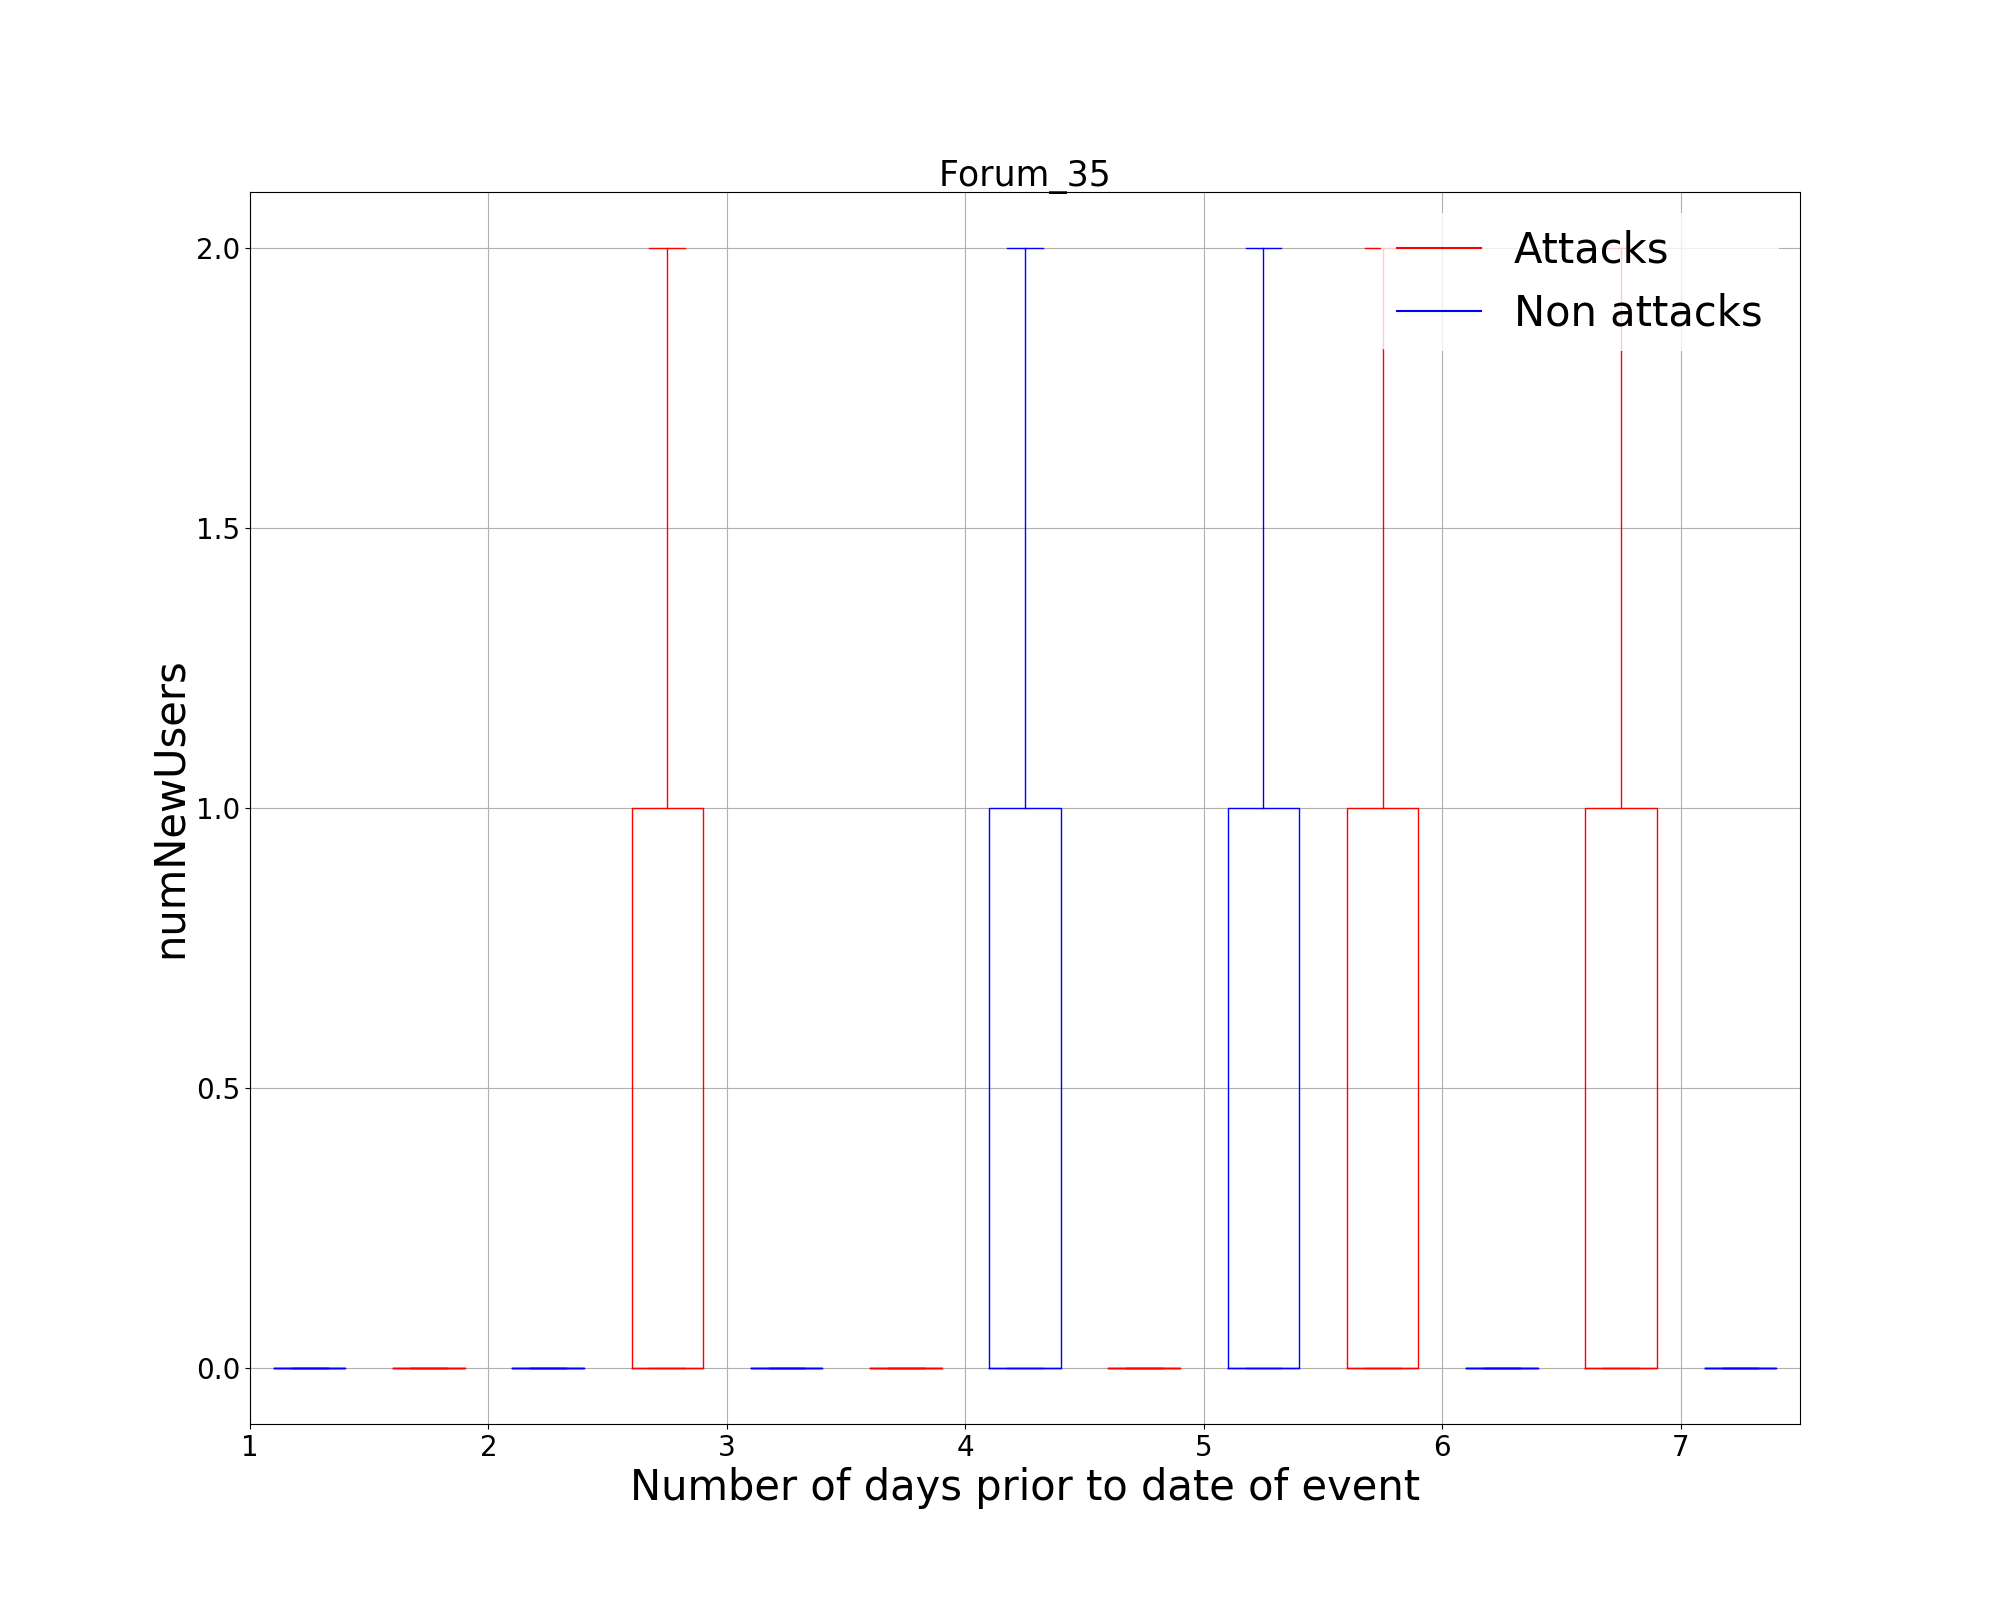 Forum_35
Attacks
Non attacks
numNewUsers
2.0
1.5
1.0
0.5
0.0
1 2 3 4 5 6 7
Number of days prior to date of event